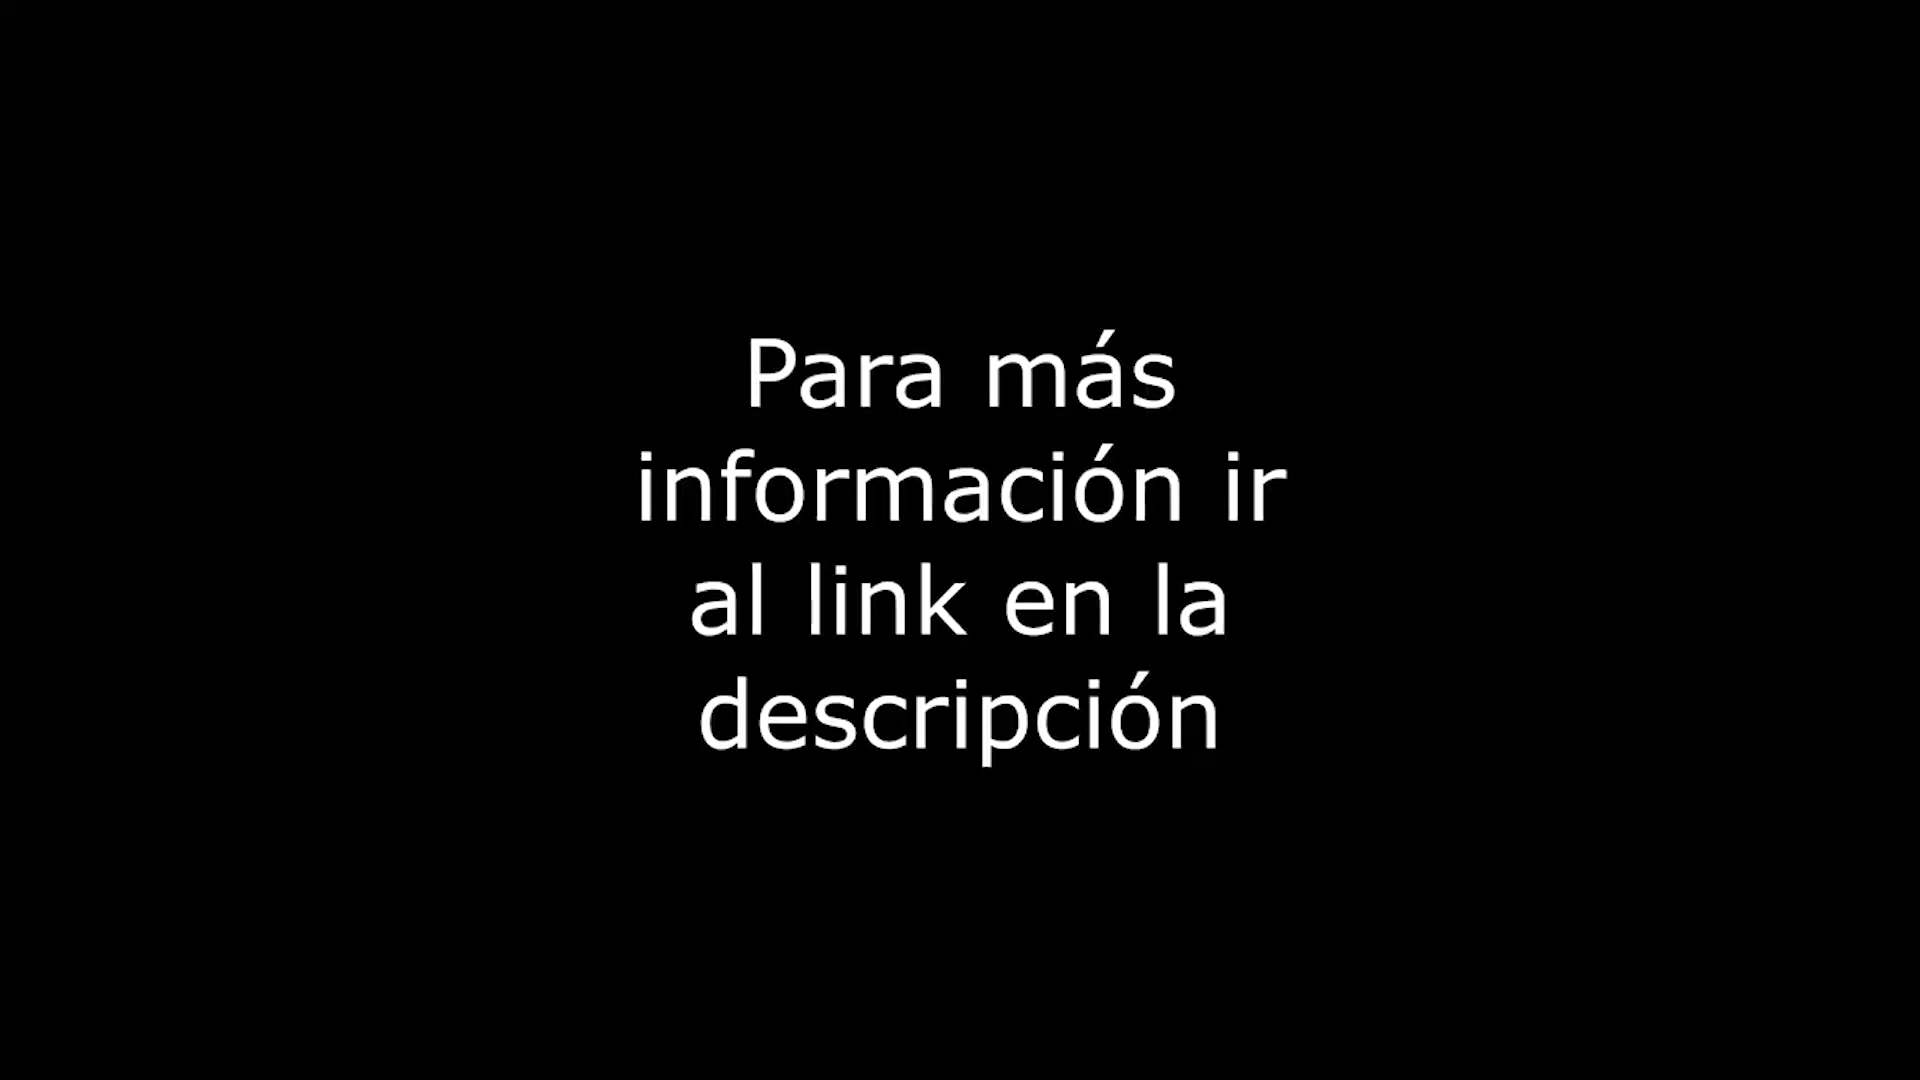 Para más
información ir
al link en la
descripción